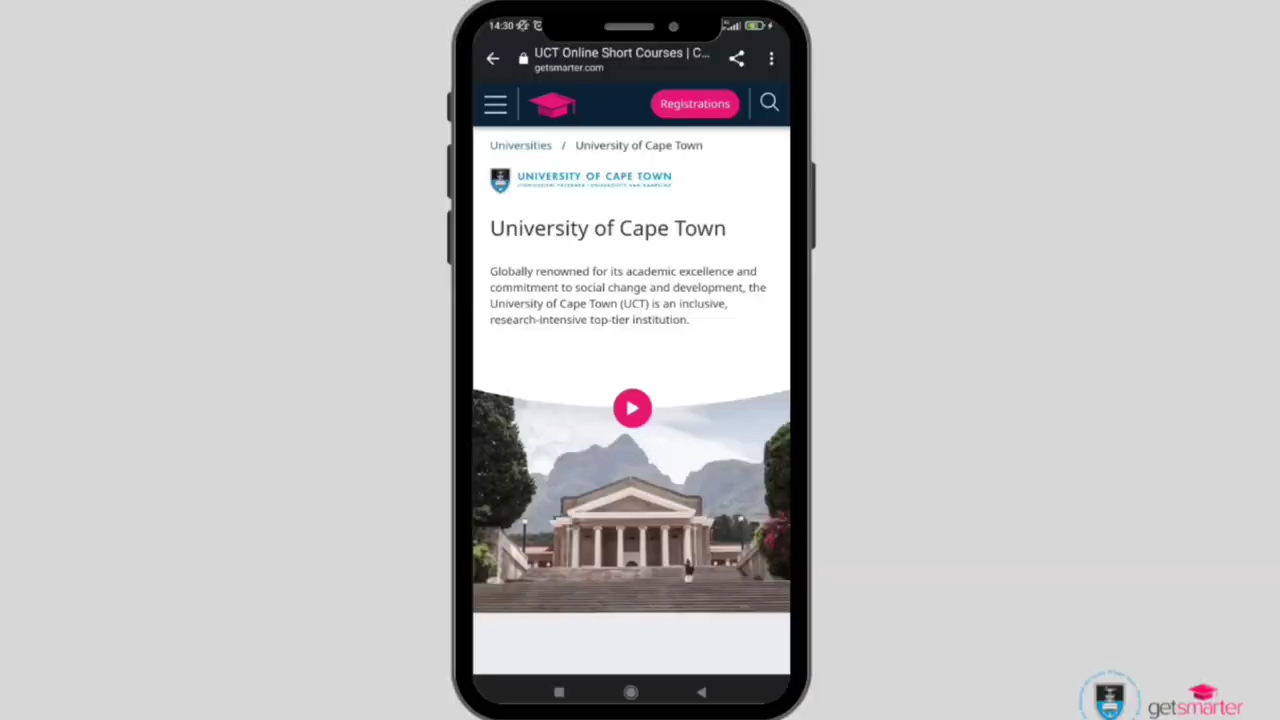 14:30
UCT Online Short Courses | C...
getsmarter.com
Registrations
Universities / University of Cape Town
UNIVERSITY OF CAPE TOWN
University of Cape Town
Globally renowned for its academic excellence and
commitment to social change and development, the
University of Cape Town (UCT) is an inclusive,
research-intensive top-tier institution.
getsmarter